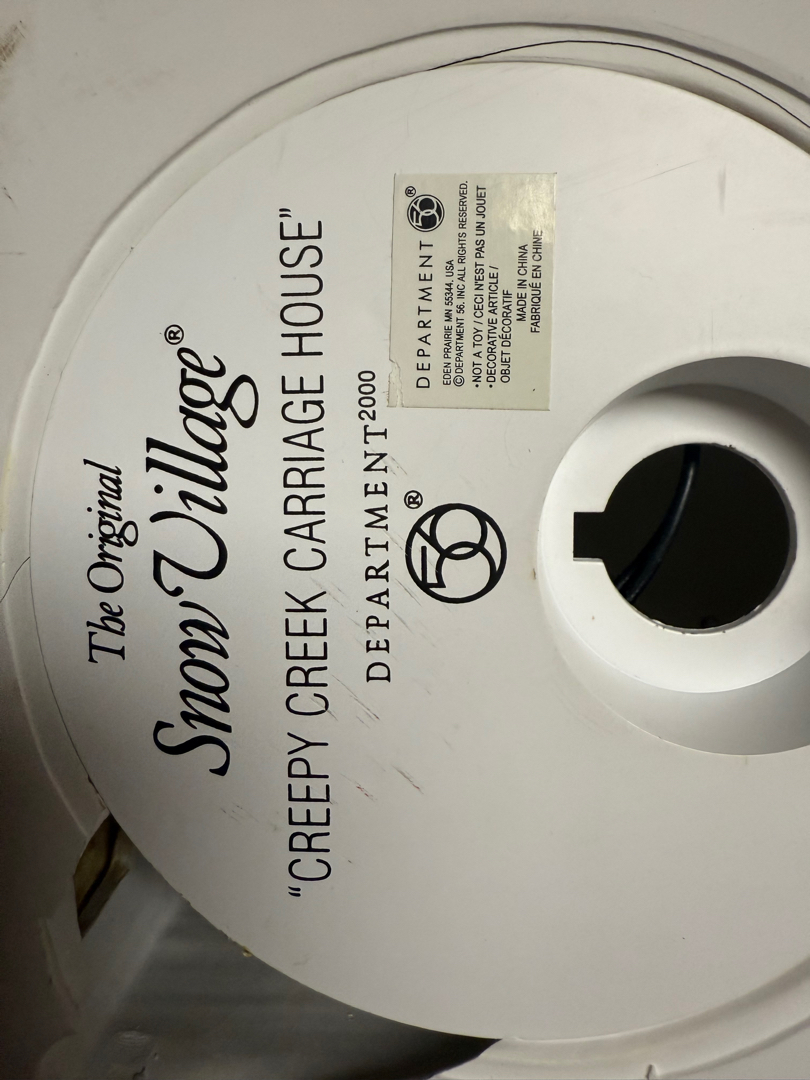 The Original
Snow Village®
"CREEPY CREEK CARRIAGE HOUSE"
DEPARTMENT 2000
56®
DEPARTMENT 56®
EDEN PRAIRIE MN 55344, USA
©DEPARTMENT 56, INC ALL RIGHTS RESERVED.
•NOT A TOY / CECI N'EST PAS UN JOUET
•DECORATIVE ARTICLE /
OBJET DÉCORATIF
MADE IN CHINA
FABRIQUÉ EN CHINE